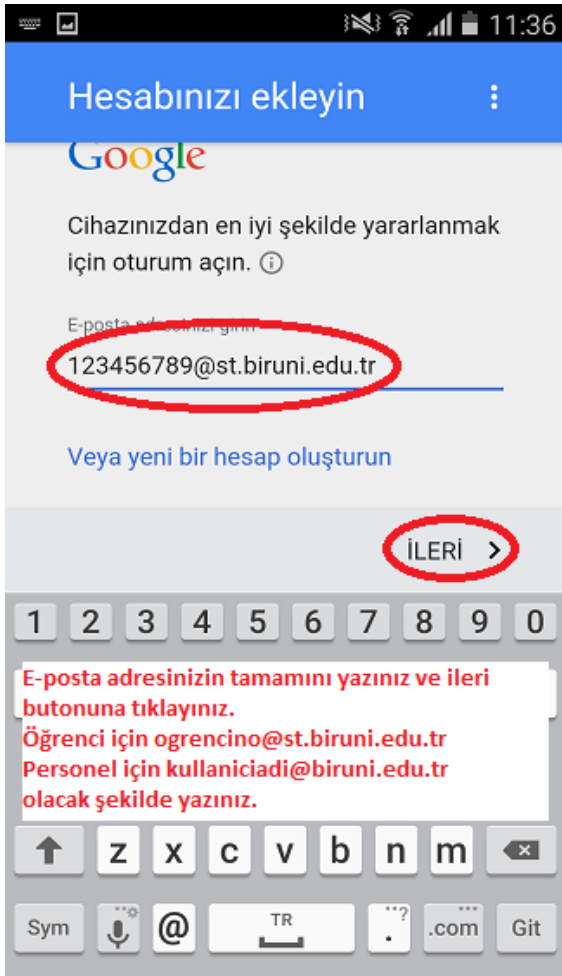 11:36
Hesabınızı ekleyin
Google
Cihazınızdan en iyi şekilde yararlanmak
için oturum açın.
E-posta adresinizi girin
123456789@st.biruni.edu.tr
Veya yeni bir hesap oluşturun
İLERİ
1 2 3 4 5 6 7 8 9 0
E-posta adresinizin tamamını yazınız ve ileri
butonuna tıklayınız.
Öğrenci için ogrencino@st.biruni.edu.tr
Personel için kullaniciadi@biruni.edu.tr
olacak şekilde yazınız.
z x c v b n m
Sym @ TR . ...? .com Git